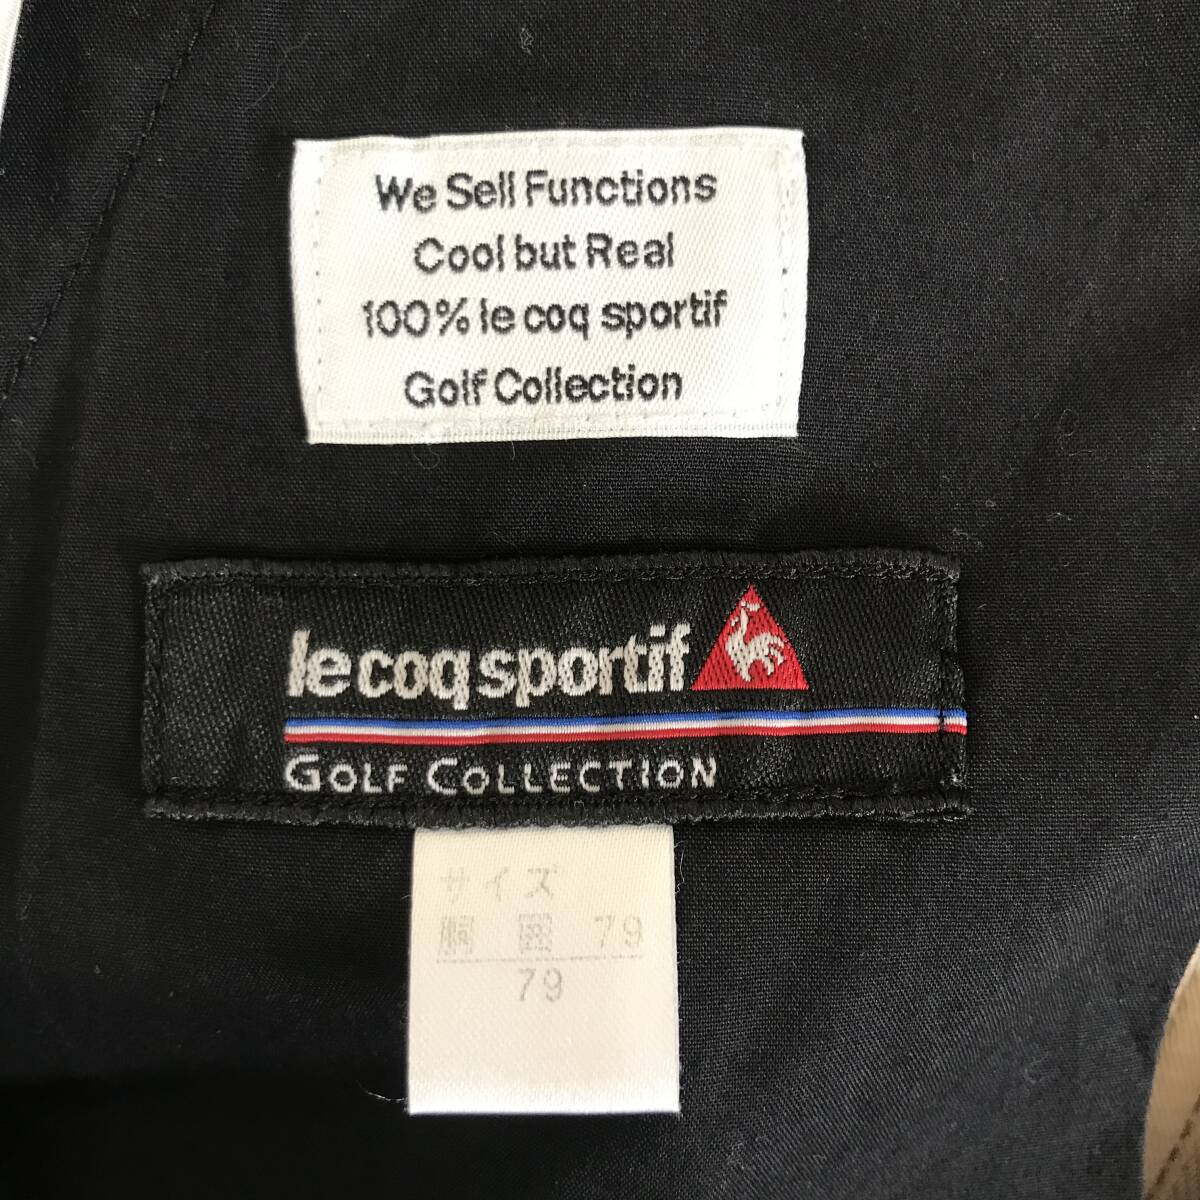 We Sell Functions
Cool but Real
100% le coq sportif
Golf Collection
le coq sportif
GOLF COLLECTION
サイズ
胴囲 79
79